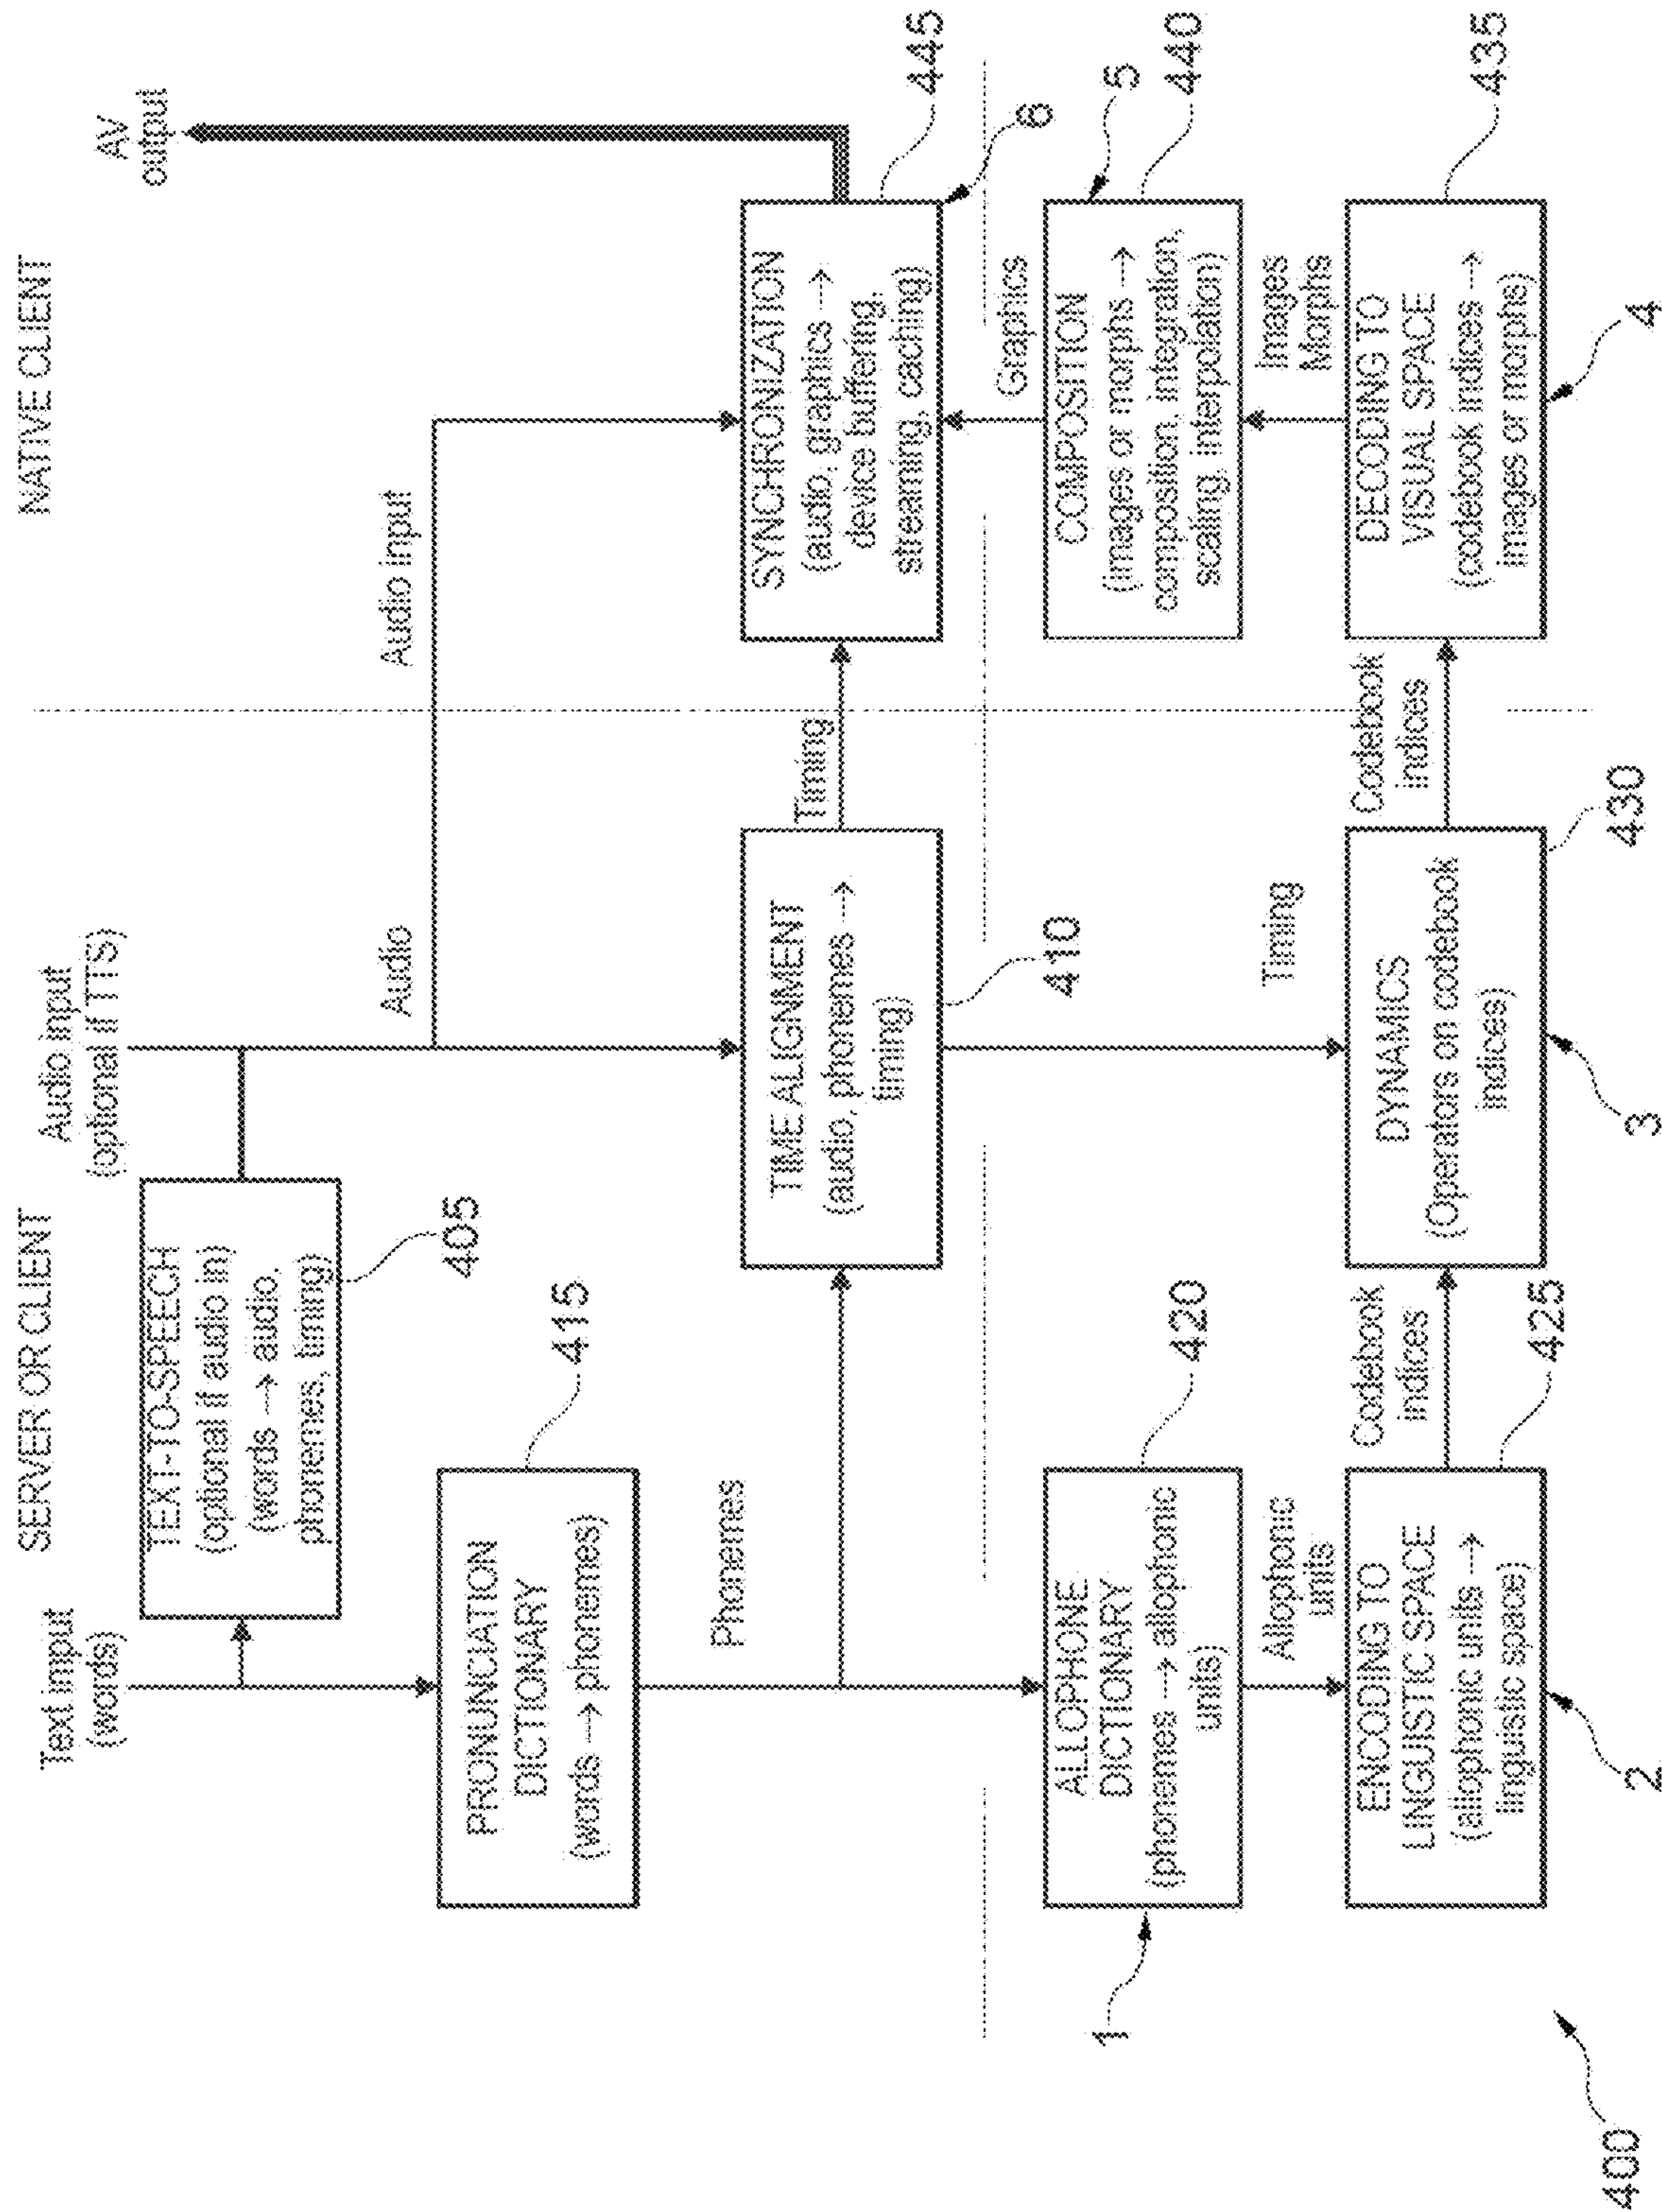 SERVER OR CLIENT
NATIVE CLIENT
Text input
(words)
Audio input
(optional if TTS)
AV
output
TEXT-TO-SPEECH
(optional if audio in)
(words → audio,
phonemes, timing)
405
Audio
Audio input
PRONUNCIATION
DICTIONARY
(words → phonemes)
415
Phonemes
TIME ALIGNMENT
(audio, phonemes →
timing)
410
Timing
SYNCHRONIZATION
(audio, graphics →
device buffering,
streaming, caching)
445
6
Graphics
1
ALLOPHONE
DICTIONARY
(phonemes → allophonic
units)
420
Allophonic
units
Timing
COMPOSITION
(images or morphs →
composition, integration,
scaling, interpolation)
5
440
Images
Morphs
ENCODING TO
LINGUISTIC SPACE
(allophonic units →
linguistic space)
425
2
Codebook
indices
DYNAMICS
(Operators on codebook
indices)
430
3
Codebook
indices
DECODING TO
VISUAL SPACE
(codebook indices →
images or morphs)
435
4
400